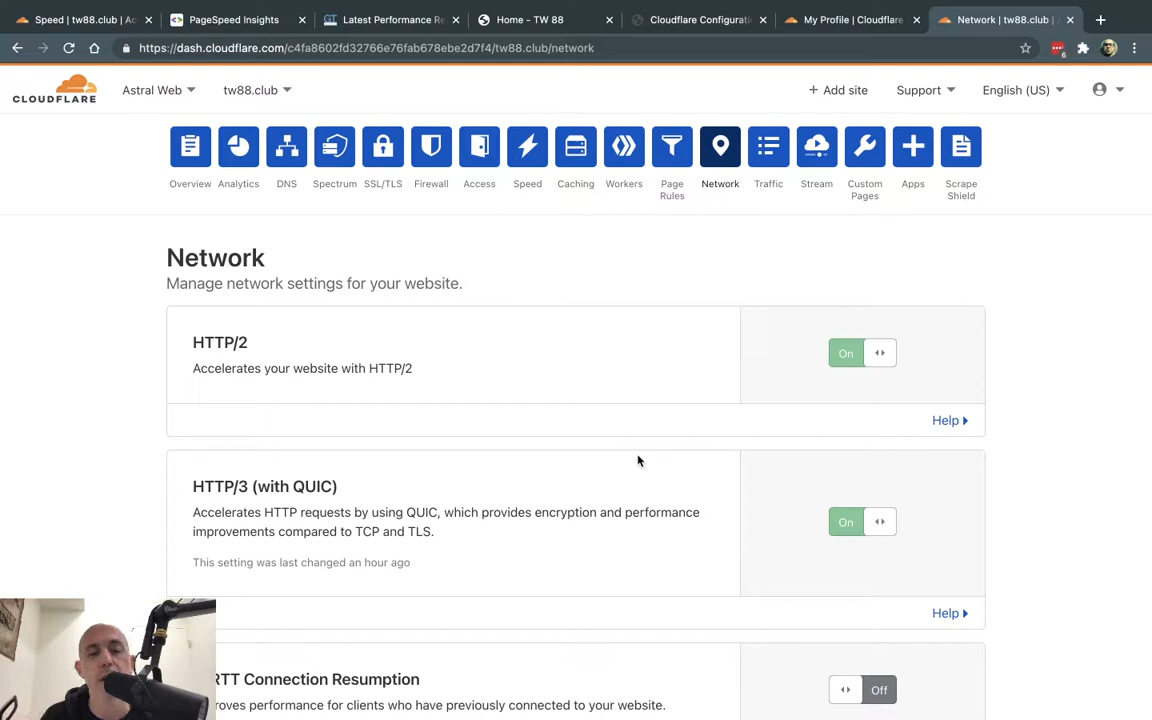 Speed | tw88.club | Ac
PageSpeed Insights
Latest Performance Re
Home - TW 88
Cloudflare Configuratio
My Profile | Cloudflare
Network | tw88.club |
https://dash.cloudflare.com/c4fa8602fd32766e76fab678ebe2d7f4/tw88.club/network
6
CLOUDFLARE
Astral Web
tw88.club
+ Add site
Support
English (US)
Overview
Analytics
DNS
Spectrum
SSL/TLS
Firewall
Access
Speed
Caching
Workers
Page
Rules
Network
Traffic
Stream
Custom
Pages
Apps
Scrape
Shield
Network
Manage network settings for your website.
HTTP/2
Accelerates your website with HTTP/2
On
Help
HTTP/3 (with QUIC)
Accelerates HTTP requests by using QUIC, which provides encryption and performance
improvements compared to TCP and TLS.
This setting was last changed an hour ago
On
Help
RTT Connection Resumption
roves performance for clients who have previously connected to your website.
Off